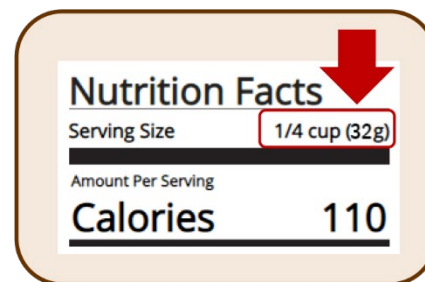 Nutrition Facts
Serving Size 1/4 cup (32g)
Amount Per Serving
Calories 110